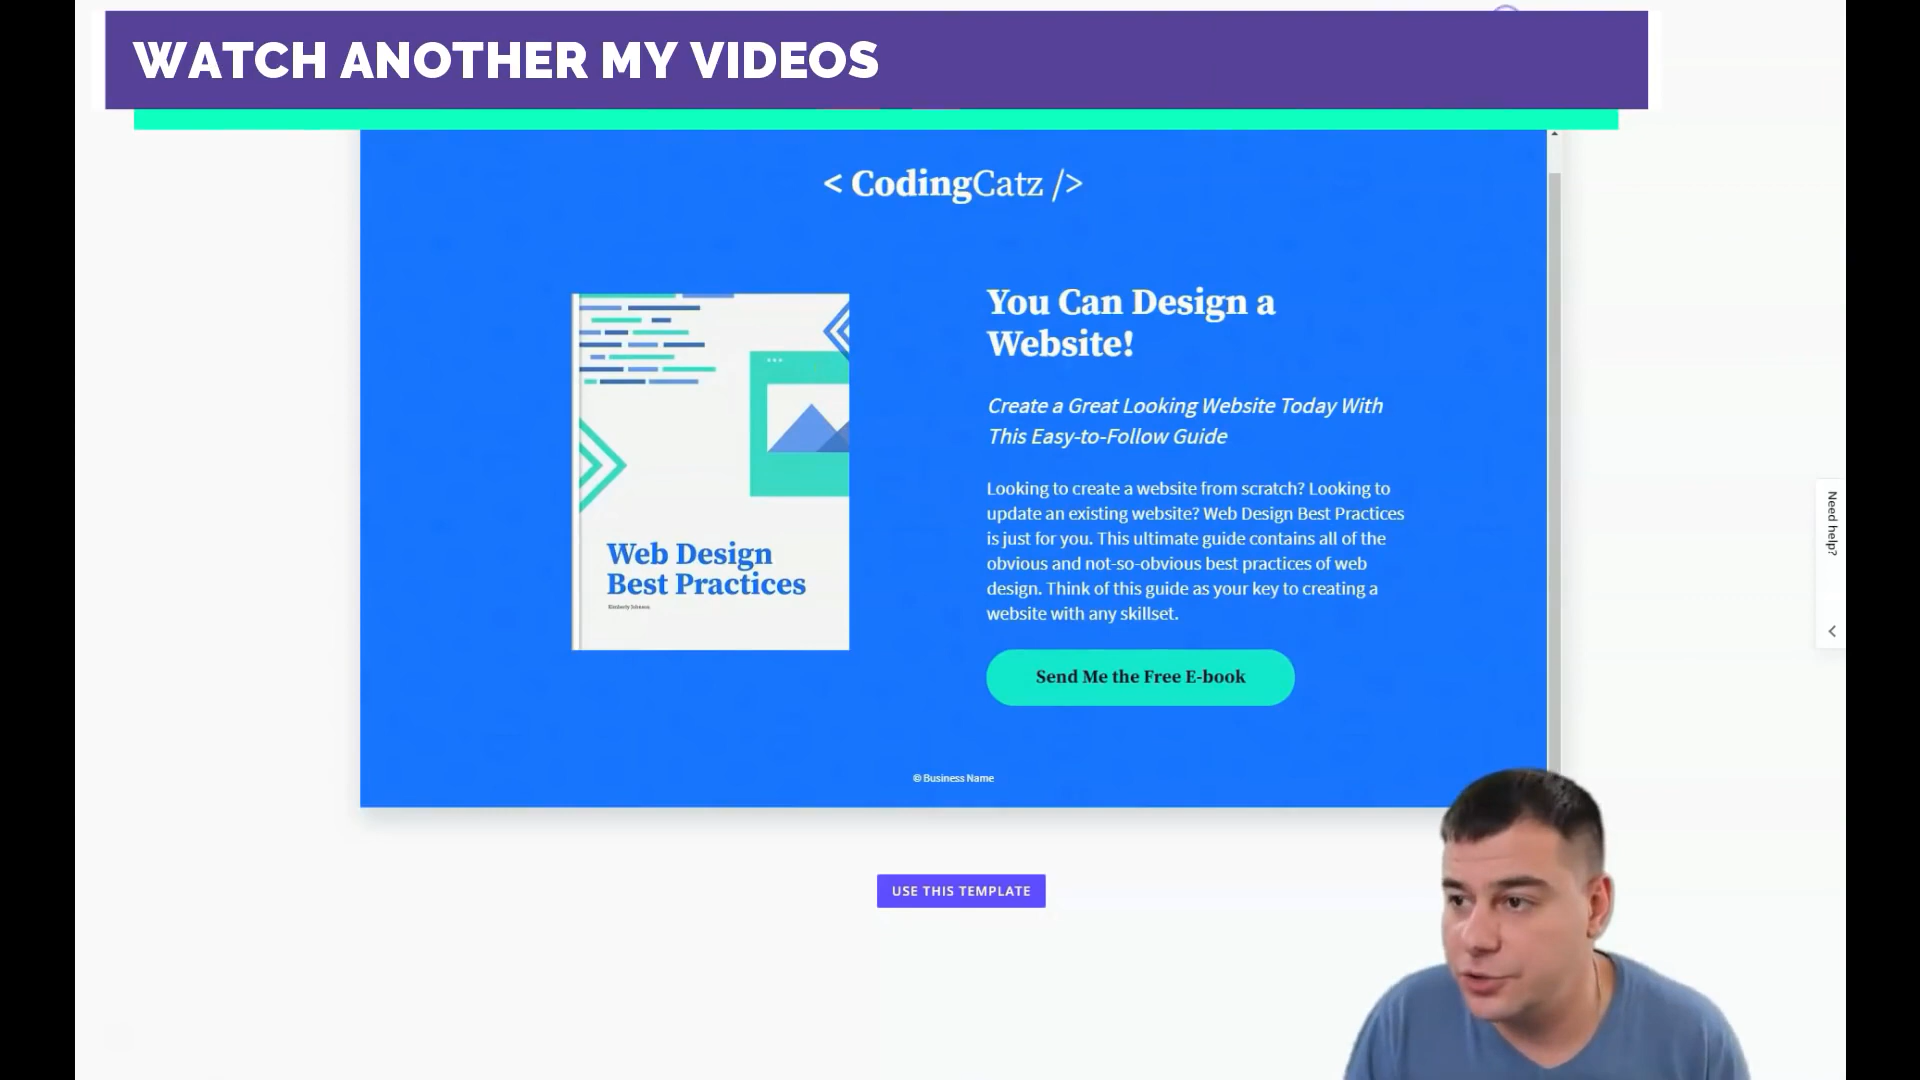 WATCH ANOTHER MY VIDEOS
< CodingCatz />
You Can Design a
Website!
Create a Great Looking Website Today With
This Easy-to-Follow Guide
Looking to create a website from scratch? Looking to
update an existing website? Web Design Best Practices
is just for you. This ultimate guide contains all of the
obvious and not-so-obvious best practices of web
design. Think of this guide as your key to creating a
website with any skillset.
Send Me the Free E-book
Web Design
Best Practices
Kimberly Johnson
© Business Name
USE THIS TEMPLATE
Need help?